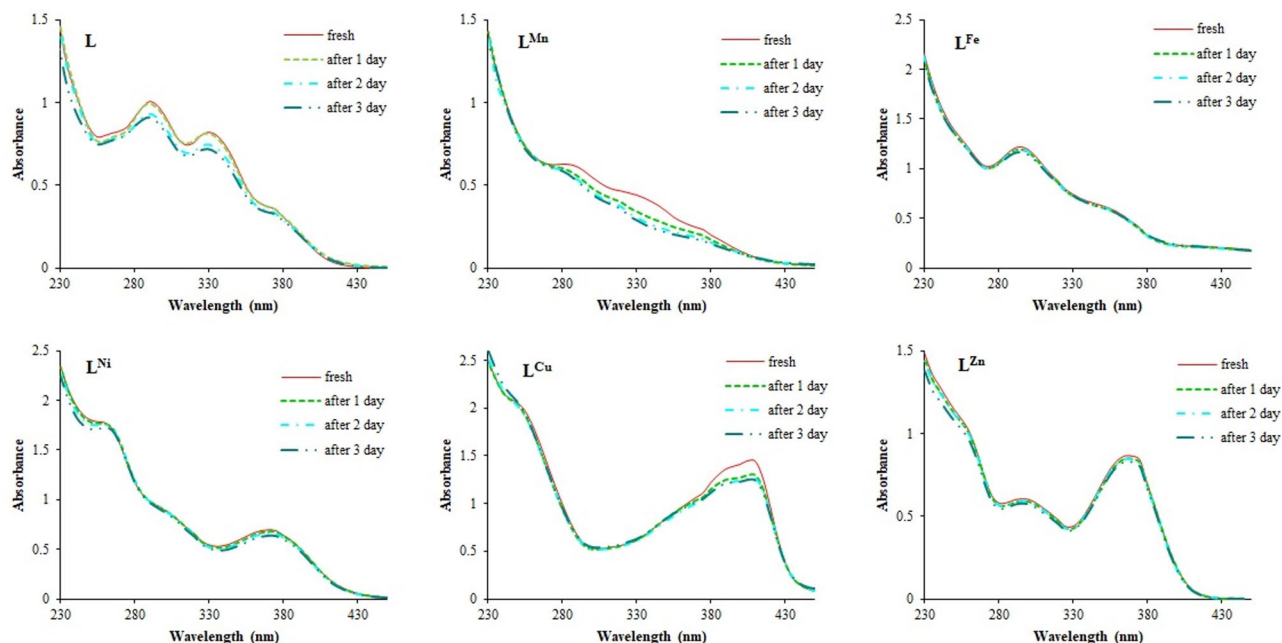 L
fresh
after 1 day
after 2 day
after 3 day
Absorbance
1.5
1
0.5
0
230 280 330 380 430
Wavelength (nm)
L^Mn
fresh
after 1 day
after 2 day
after 3 day
Absorbance
1.5
1
0.5
0
230 280 330 380 430
Wavelength (nm)
L^Fe
fresh
after 1 day
after 2 day
after 3 day
Absorbance
2.5
2
1.5
1
0.5
0
230 280 330 380 430
Wavelength (nm)
L^Ni
fresh
after 1 day
after 2 day
after 3 day
Absorbance
2.5
2
1.5
1
0.5
0
230 280 330 380 430
Wavelength (nm)
L^Cu
fresh
after 1 day
after 2 day
after 3 day
Absorbance
2.5
2
1.5
1
0.5
0
230 280 330 380 430
Wavelength (nm)
L^Zn
fresh
after 1 day
after 2 day
after 3 day
Absorbance
1.5
1
0.5
0
230 280 330 380 430
Wavelength (nm)